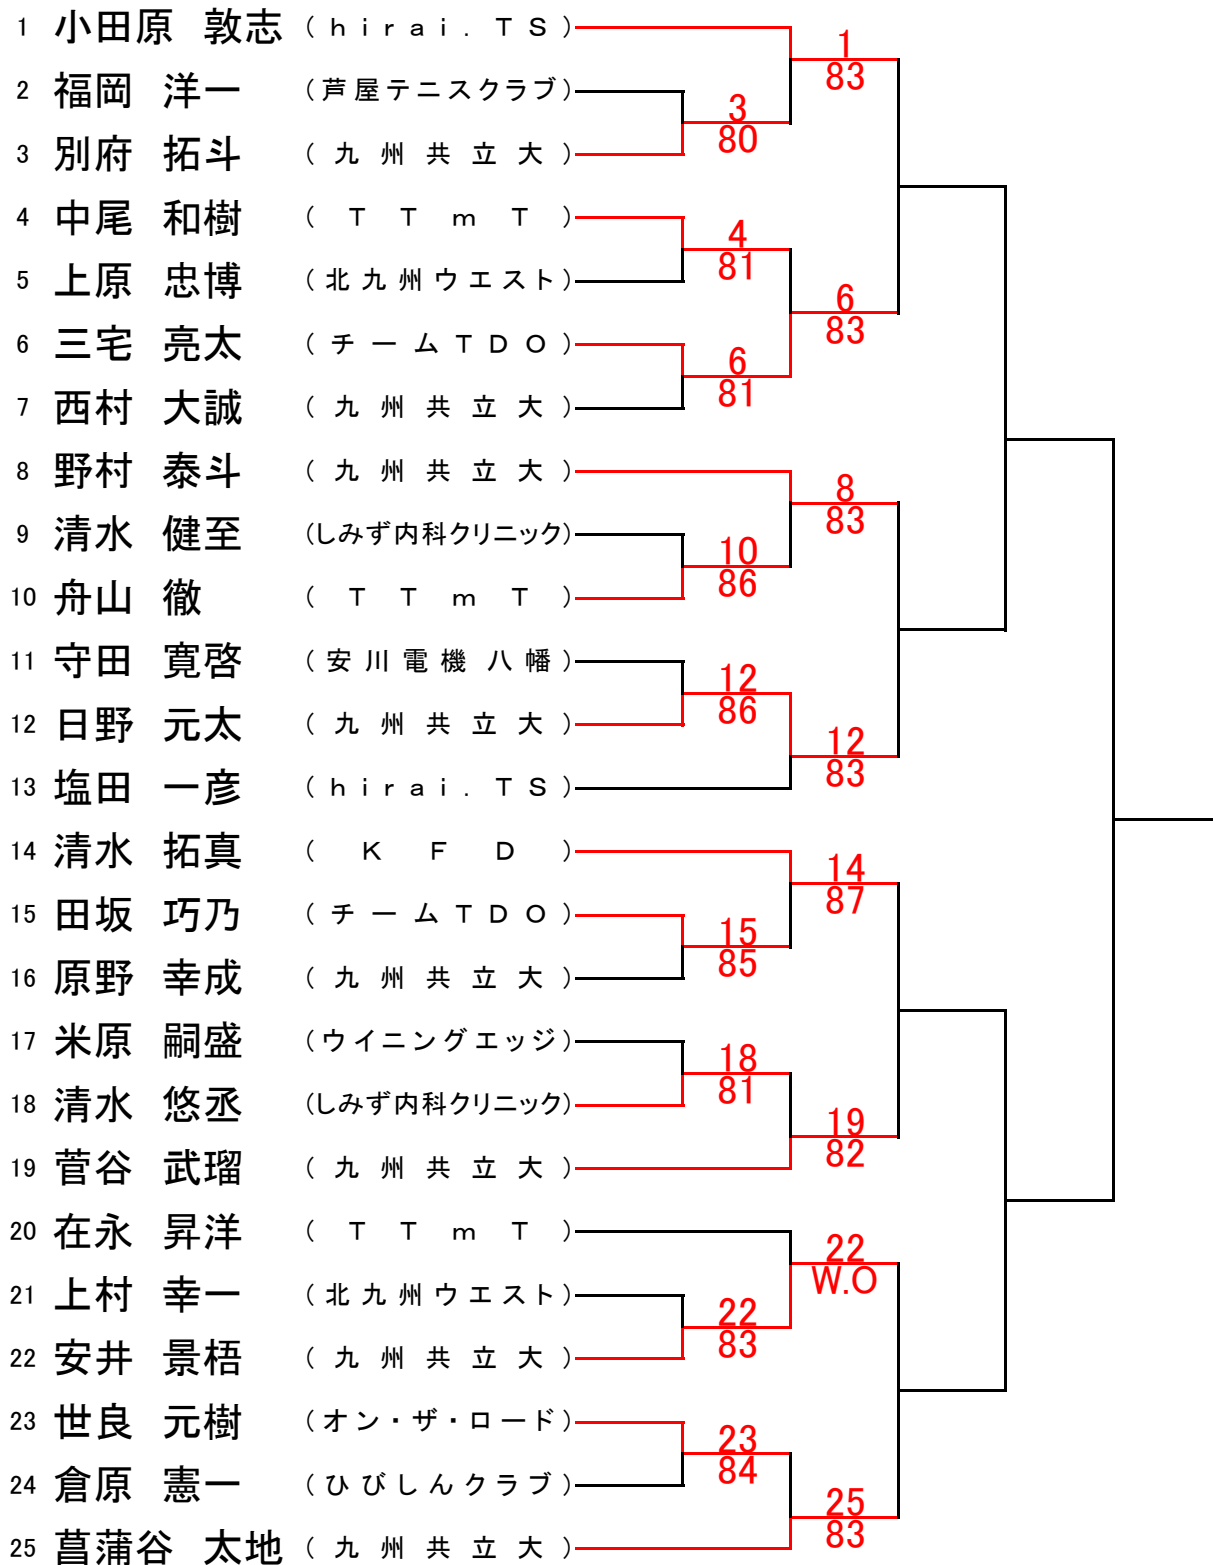 1 小田原 敦志 (ｈｉｒａｉ．ＴＳ)
1
83
2 福岡 洋一 (芦屋テニスクラブ)
3
80
3 別府 拓斗 (九州共立大)
4 中尾 和樹 (ＴＴｍＴ)
4
81
5 上原 忠博 (北九州ウエスト)
6
83
6 三宅 亮太 (チームＴＤＯ)
6
81
7 西村 大誠 (九州共立大)
8 野村 泰斗 (九州共立大)
8
83
9 清水 健至 (しみず内科クリニック)
10
86
10 舟山 徹 (ＴＴｍＴ)
11 守田 寛啓 (安川電機八幡)
12
86
12 日野 元太 (九州共立大)
12
83
13 塩田 一彦 (ｈｉｒａｉ．ＴＳ)
14 清水 拓真 (ＫＦＤ)
14
87
15 田坂 巧乃 (チームＴＤＯ)
15
85
16 原野 幸成 (九州共立大)
17 米原 嗣盛 (ウイニングエッジ)
18
81
18 清水 悠丞 (しみず内科クリニック)
19
82
19 菅谷 武瑠 (九州共立大)
20 在永 昇洋 (ＴＴｍＴ)
22
W.O
21 上村 幸一 (北九州ウエスト)
22
83
22 安井 景梧 (九州共立大)
23 世良 元樹 (オン・ザ・ロード)
23
84
24 倉原 憲一 (ひびしんクラブ)
25
83
25 菖蒲谷 太地 (九州共立大)